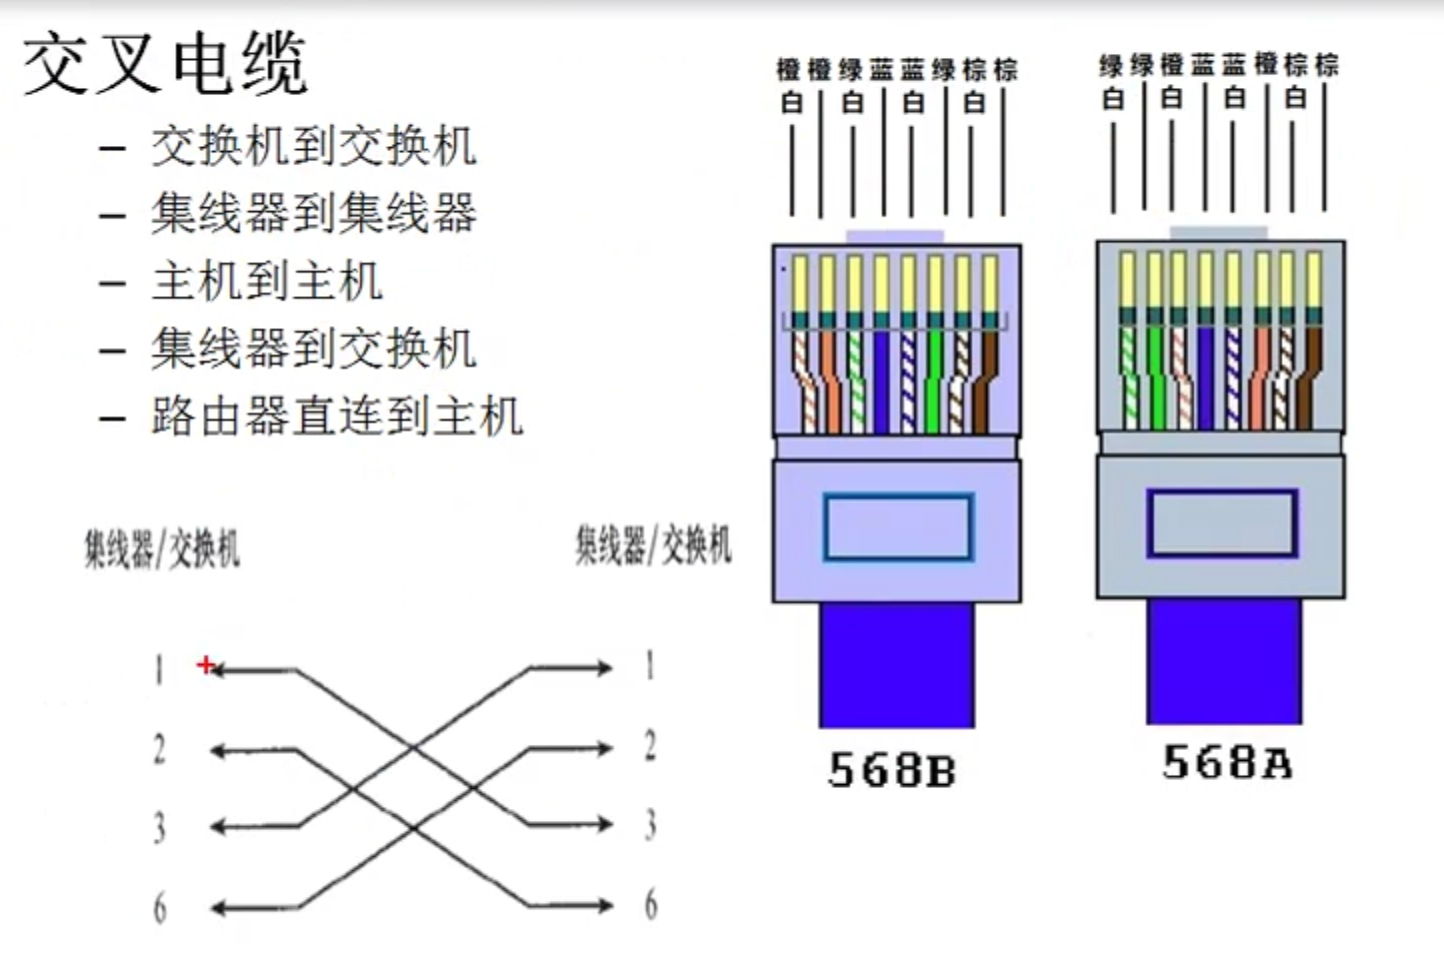 交叉电缆
– 交换机到交换机
– 集线器到集线器
– 主机到主机
– 集线器到交换机
– 路由器直连到主机
集线器/交换机 集线器/交换机
1 1
2 2
3 3
6 6
橙 橙 绿 蓝 蓝 绿 棕 棕
白 白 白 白
568B
绿 绿 橙 蓝 蓝 橙 棕 棕
白 白 白 白
568A